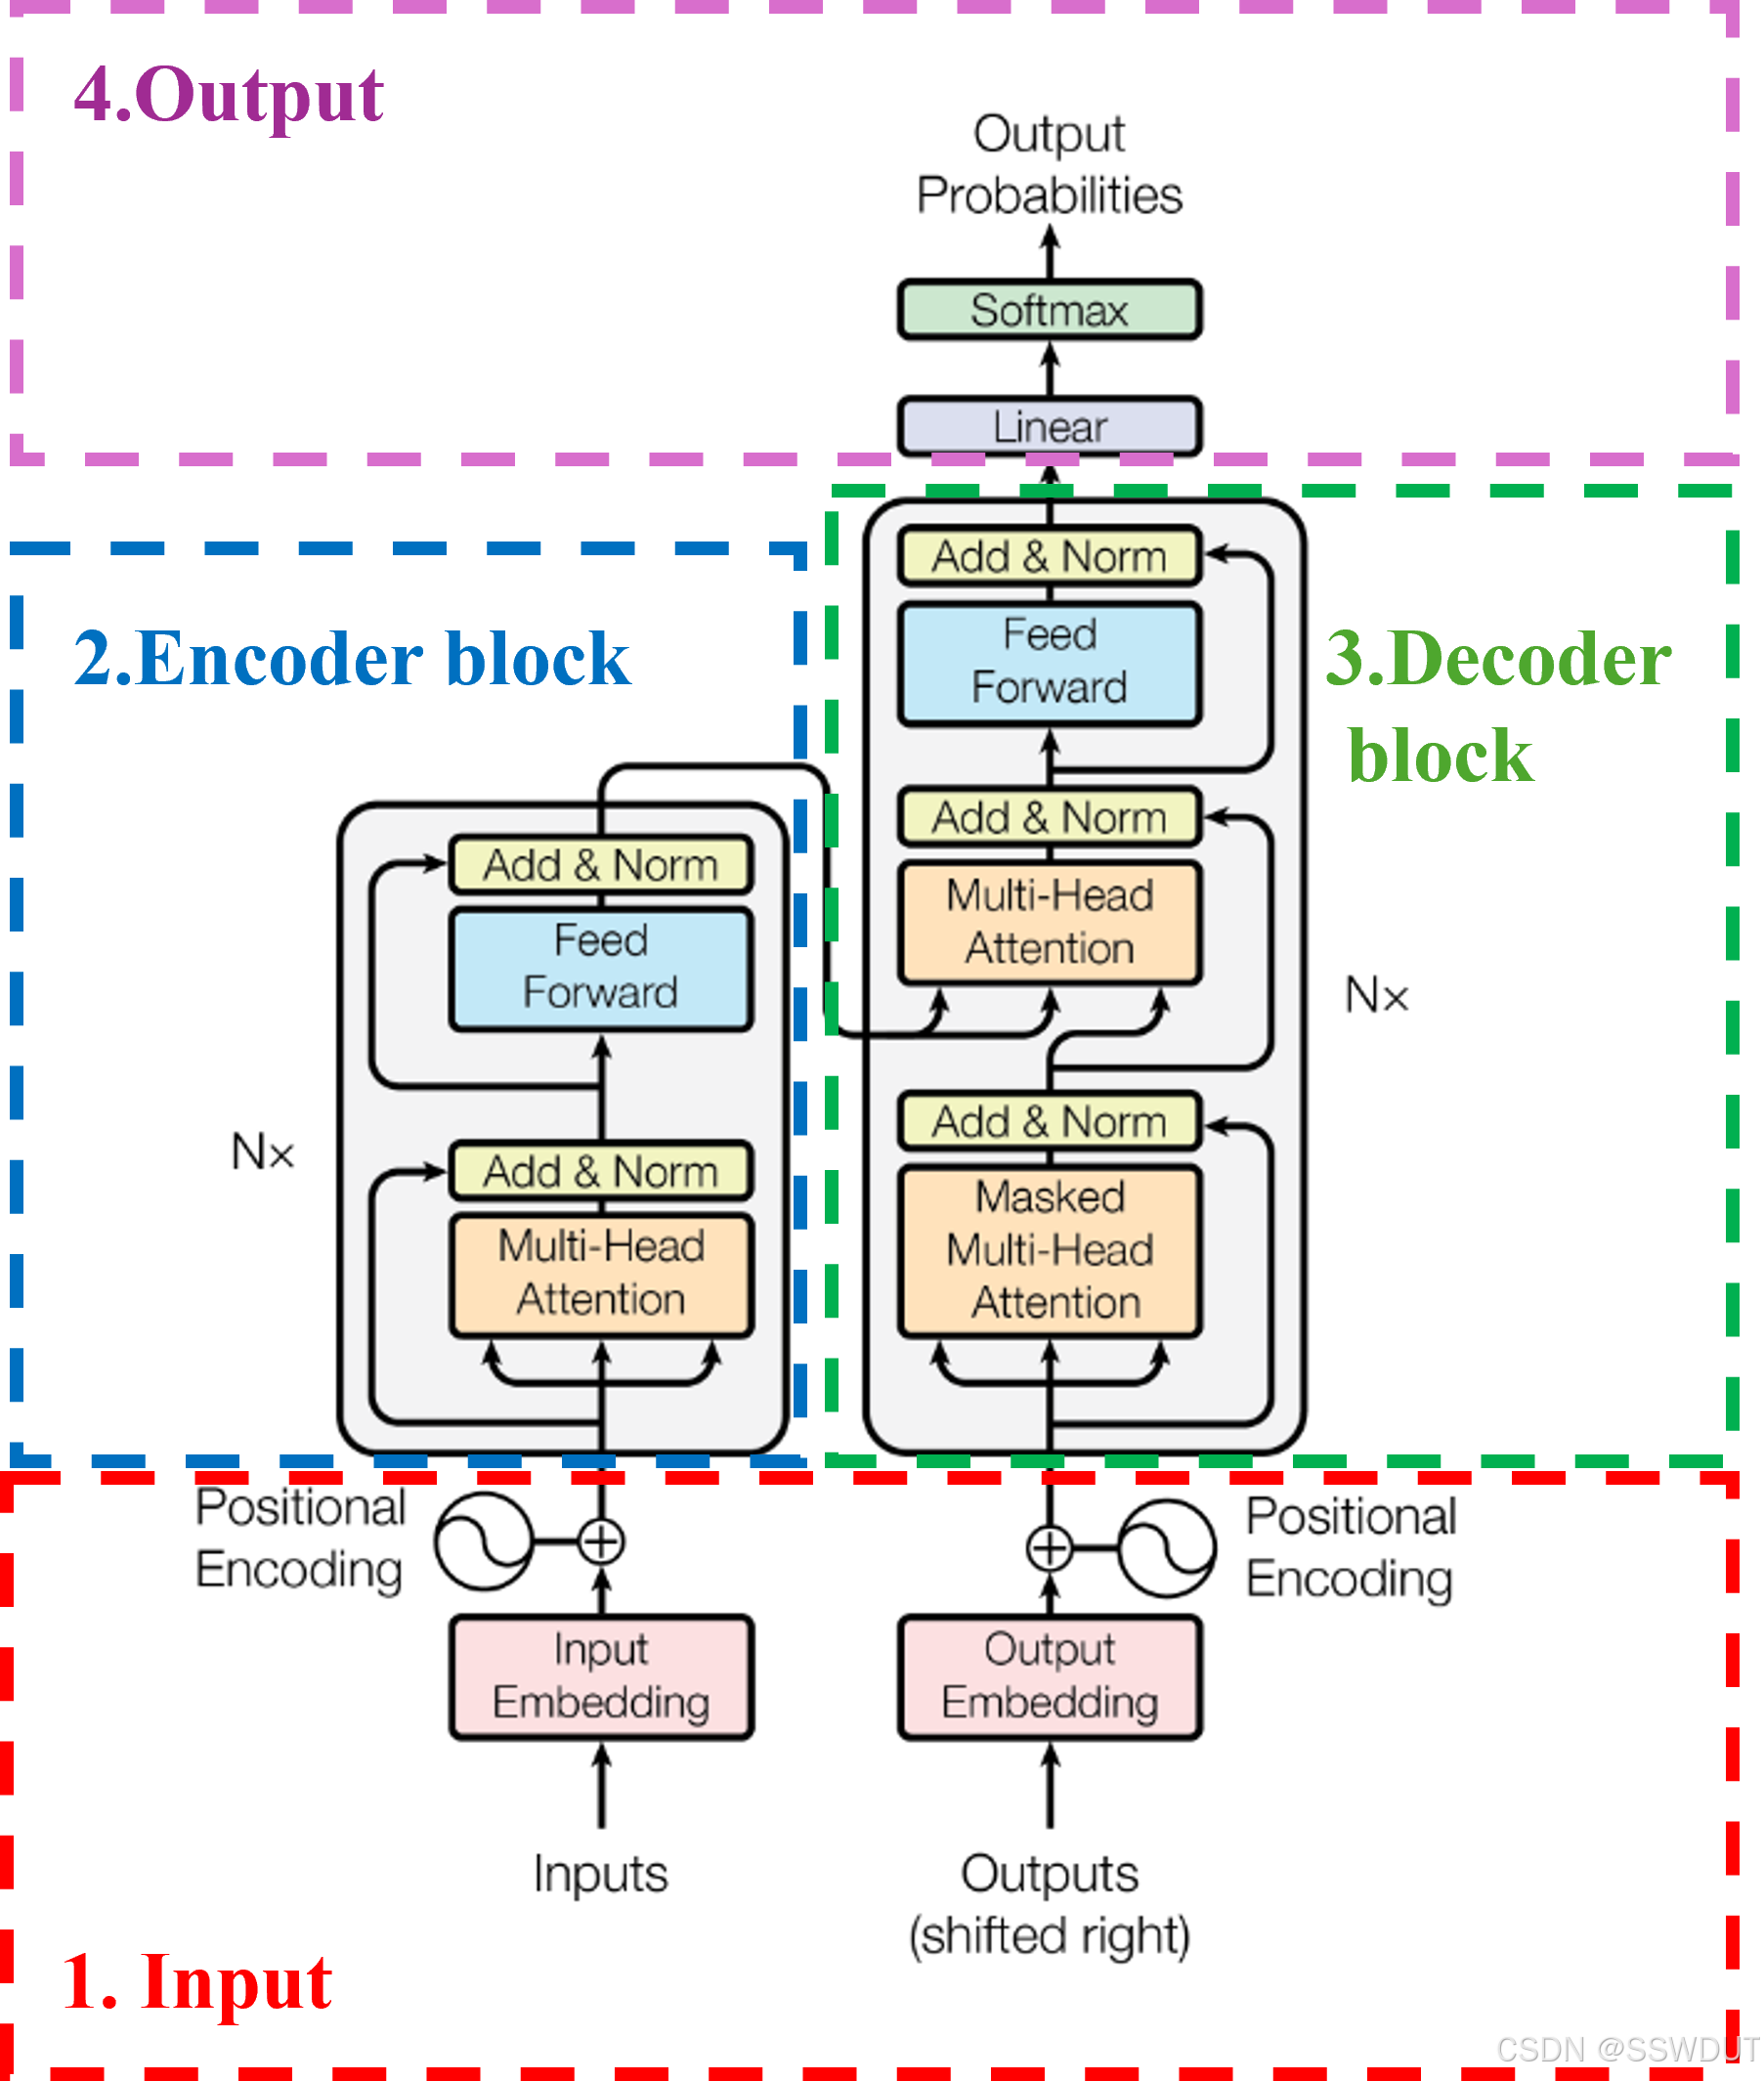 4.Output
Output
Probabilities
Softmax
Linear
2.Encoder block
Add & Norm
Feed
Forward
Nx
Add & Norm
Multi-Head
Attention
3.Decoder
block
Add & Norm
Feed
Forward
Add & Norm
Multi-Head
Attention
Nx
Add & Norm
Masked
Multi-Head
Attention
Positional
Encoding
Input
Embedding
Inputs
Positional
Encoding
Output
Embedding
Outputs
(shifted right)
1. Input
CSDN @SSWDUT